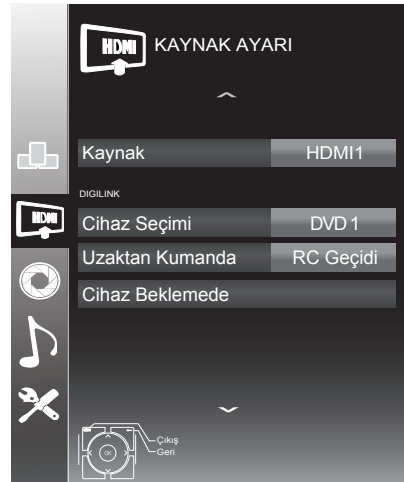 HDMI KAYNAK AYARI
Kaynak HDMI1
DIGILINK
HDMI
Cihaz Seçimi DVD 1
Uzaktan Kumanda RC Geçidi
Cihaz Beklemede
Çıkış
OK
Geri